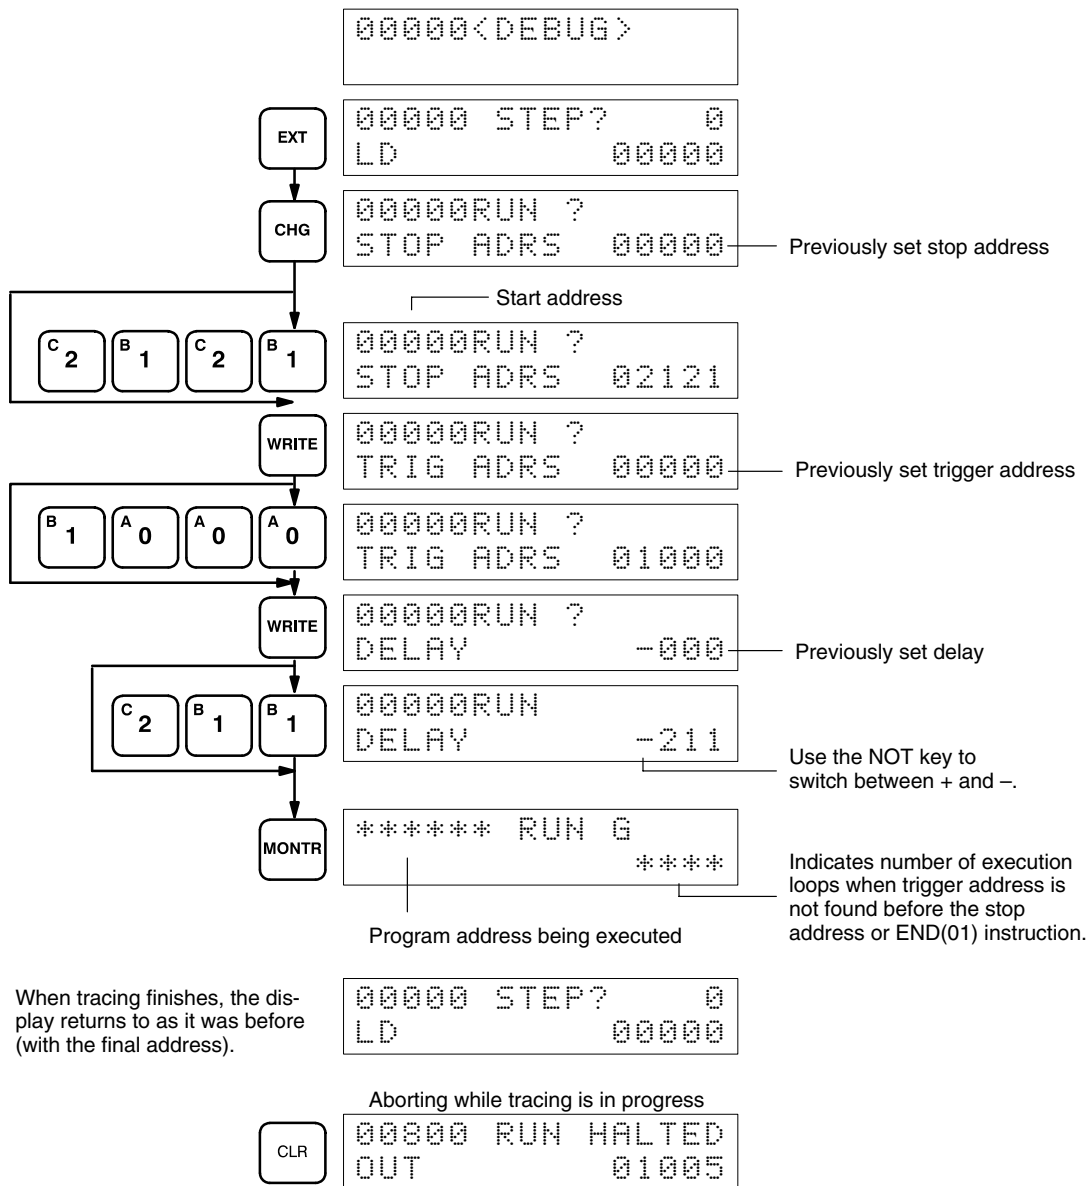 00000<DEBUG>
EXT
00000 STEP? 0
LD 00000
CHG
00000RUN ?
STOP ADRS 00000
Previously set stop address
Start address
C 2 B 1 C 2 B 1
00000RUN ?
STOP ADRS 02121
WRITE
00000RUN ?
TRIG ADRS 00000
Previously set trigger address
B 1 A 0 A 0 A 0
00000RUN ?
TRIG ADRS 01000
WRITE
00000RUN ?
DELAY -000
Previously set delay
C 2 B 1 B 1
00000RUN
DELAY -211
Use the NOT key to
switch between + and –.
MONTR
****** RUN G
****
Indicates number of execution
loops when trigger address is
not found before the stop
address or END(01) instruction.
Program address being executed
When tracing finishes, the dis-
play returns to as it was before
(with the final address).
00000 STEP? 0
LD 00000
Aborting while tracing is in progress
CLR
00800 RUN HALTED
OUT 01005